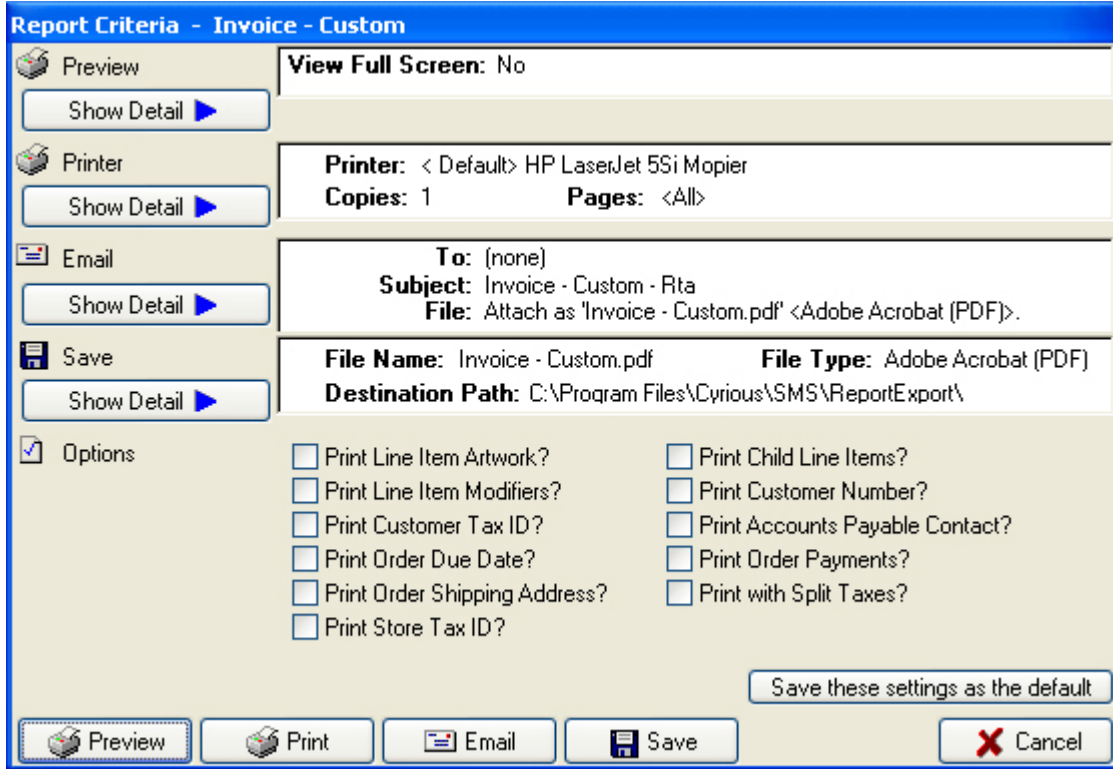 Report Criteria - Invoice - Custom
Preview
View Full Screen: No
Show Detail
Printer
Printer: < Default> HP LaserJet 5Si Mopier
Show Detail
Copies: 1 Pages: <All>
Email
To: (none)
Subject: Invoice - Custom - Rta
Show Detail
File: Attach as 'Invoice - Custom.pdf' <Adobe Acrobat (PDF)>.
Save
File Name: Invoice - Custom.pdf File Type: Adobe Acrobat (PDF)
Show Detail
Destination Path: C:\Program Files\Cyrious\SMS\ReportExport\
Options
Print Line Item Artwork? Print Child Line Items?
Print Line Item Modifiers? Print Customer Number?
Print Customer Tax ID? Print Accounts Payable Contact?
Print Order Due Date? Print Order Payments?
Print Order Shipping Address? Print with Split Taxes?
Print Store Tax ID?
Save these settings as the default
Preview Print Email Save Cancel